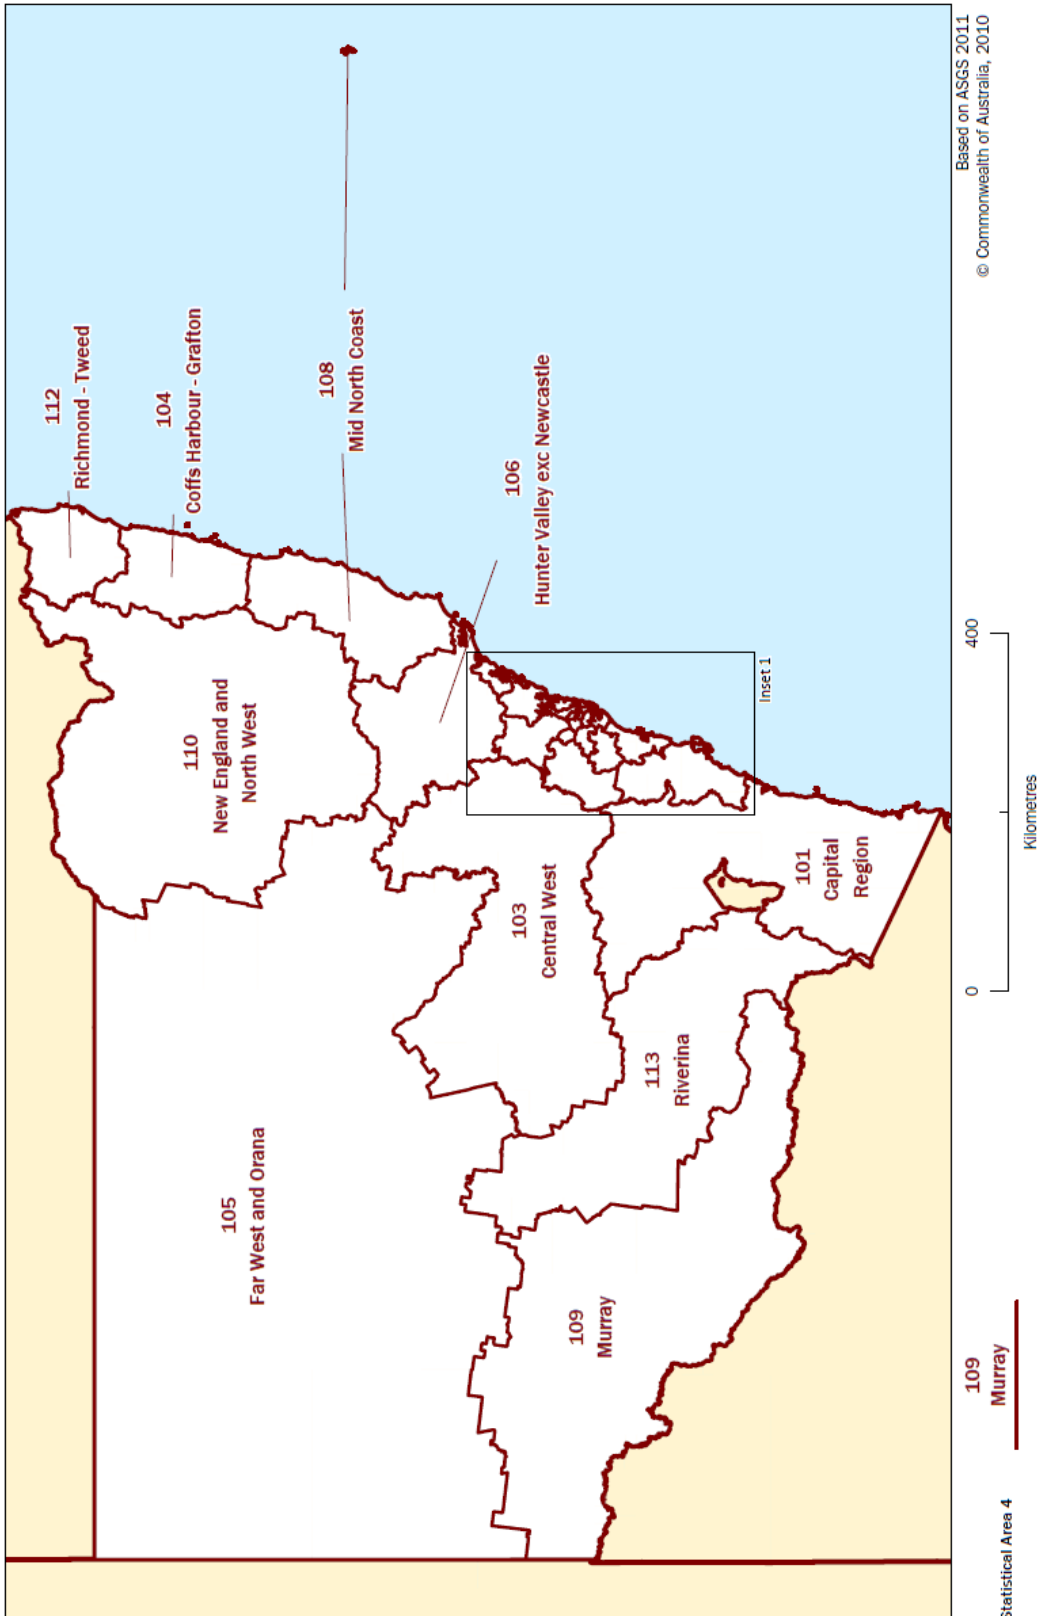 112
Richmond - Tweed
104
Coffs Harbour - Grafton
108
Mid North Coast
106
Hunter Valley exc Newcastle
110
New England and
North West
105
Far West and Orana
103
Central West
Inset 1
101
Capital
Region
113
Riverina
109
Murray
Statistical Area 4
109
Murray
0
400
Kilometres
Based on ASGS 2011
© Commonwealth of Australia, 2010